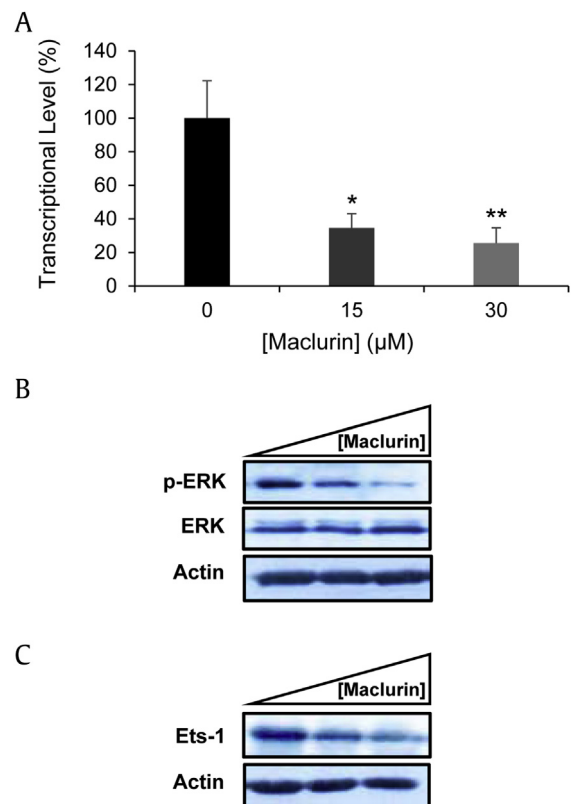 A
Transcriptional Level (%)
140
120
100
80
60
40
20
0
*
**
0 15 30
[Maclurin] (µM)
B
[Maclurin]
p-ERK
ERK
Actin
C
[Maclurin]
Ets-1
Actin